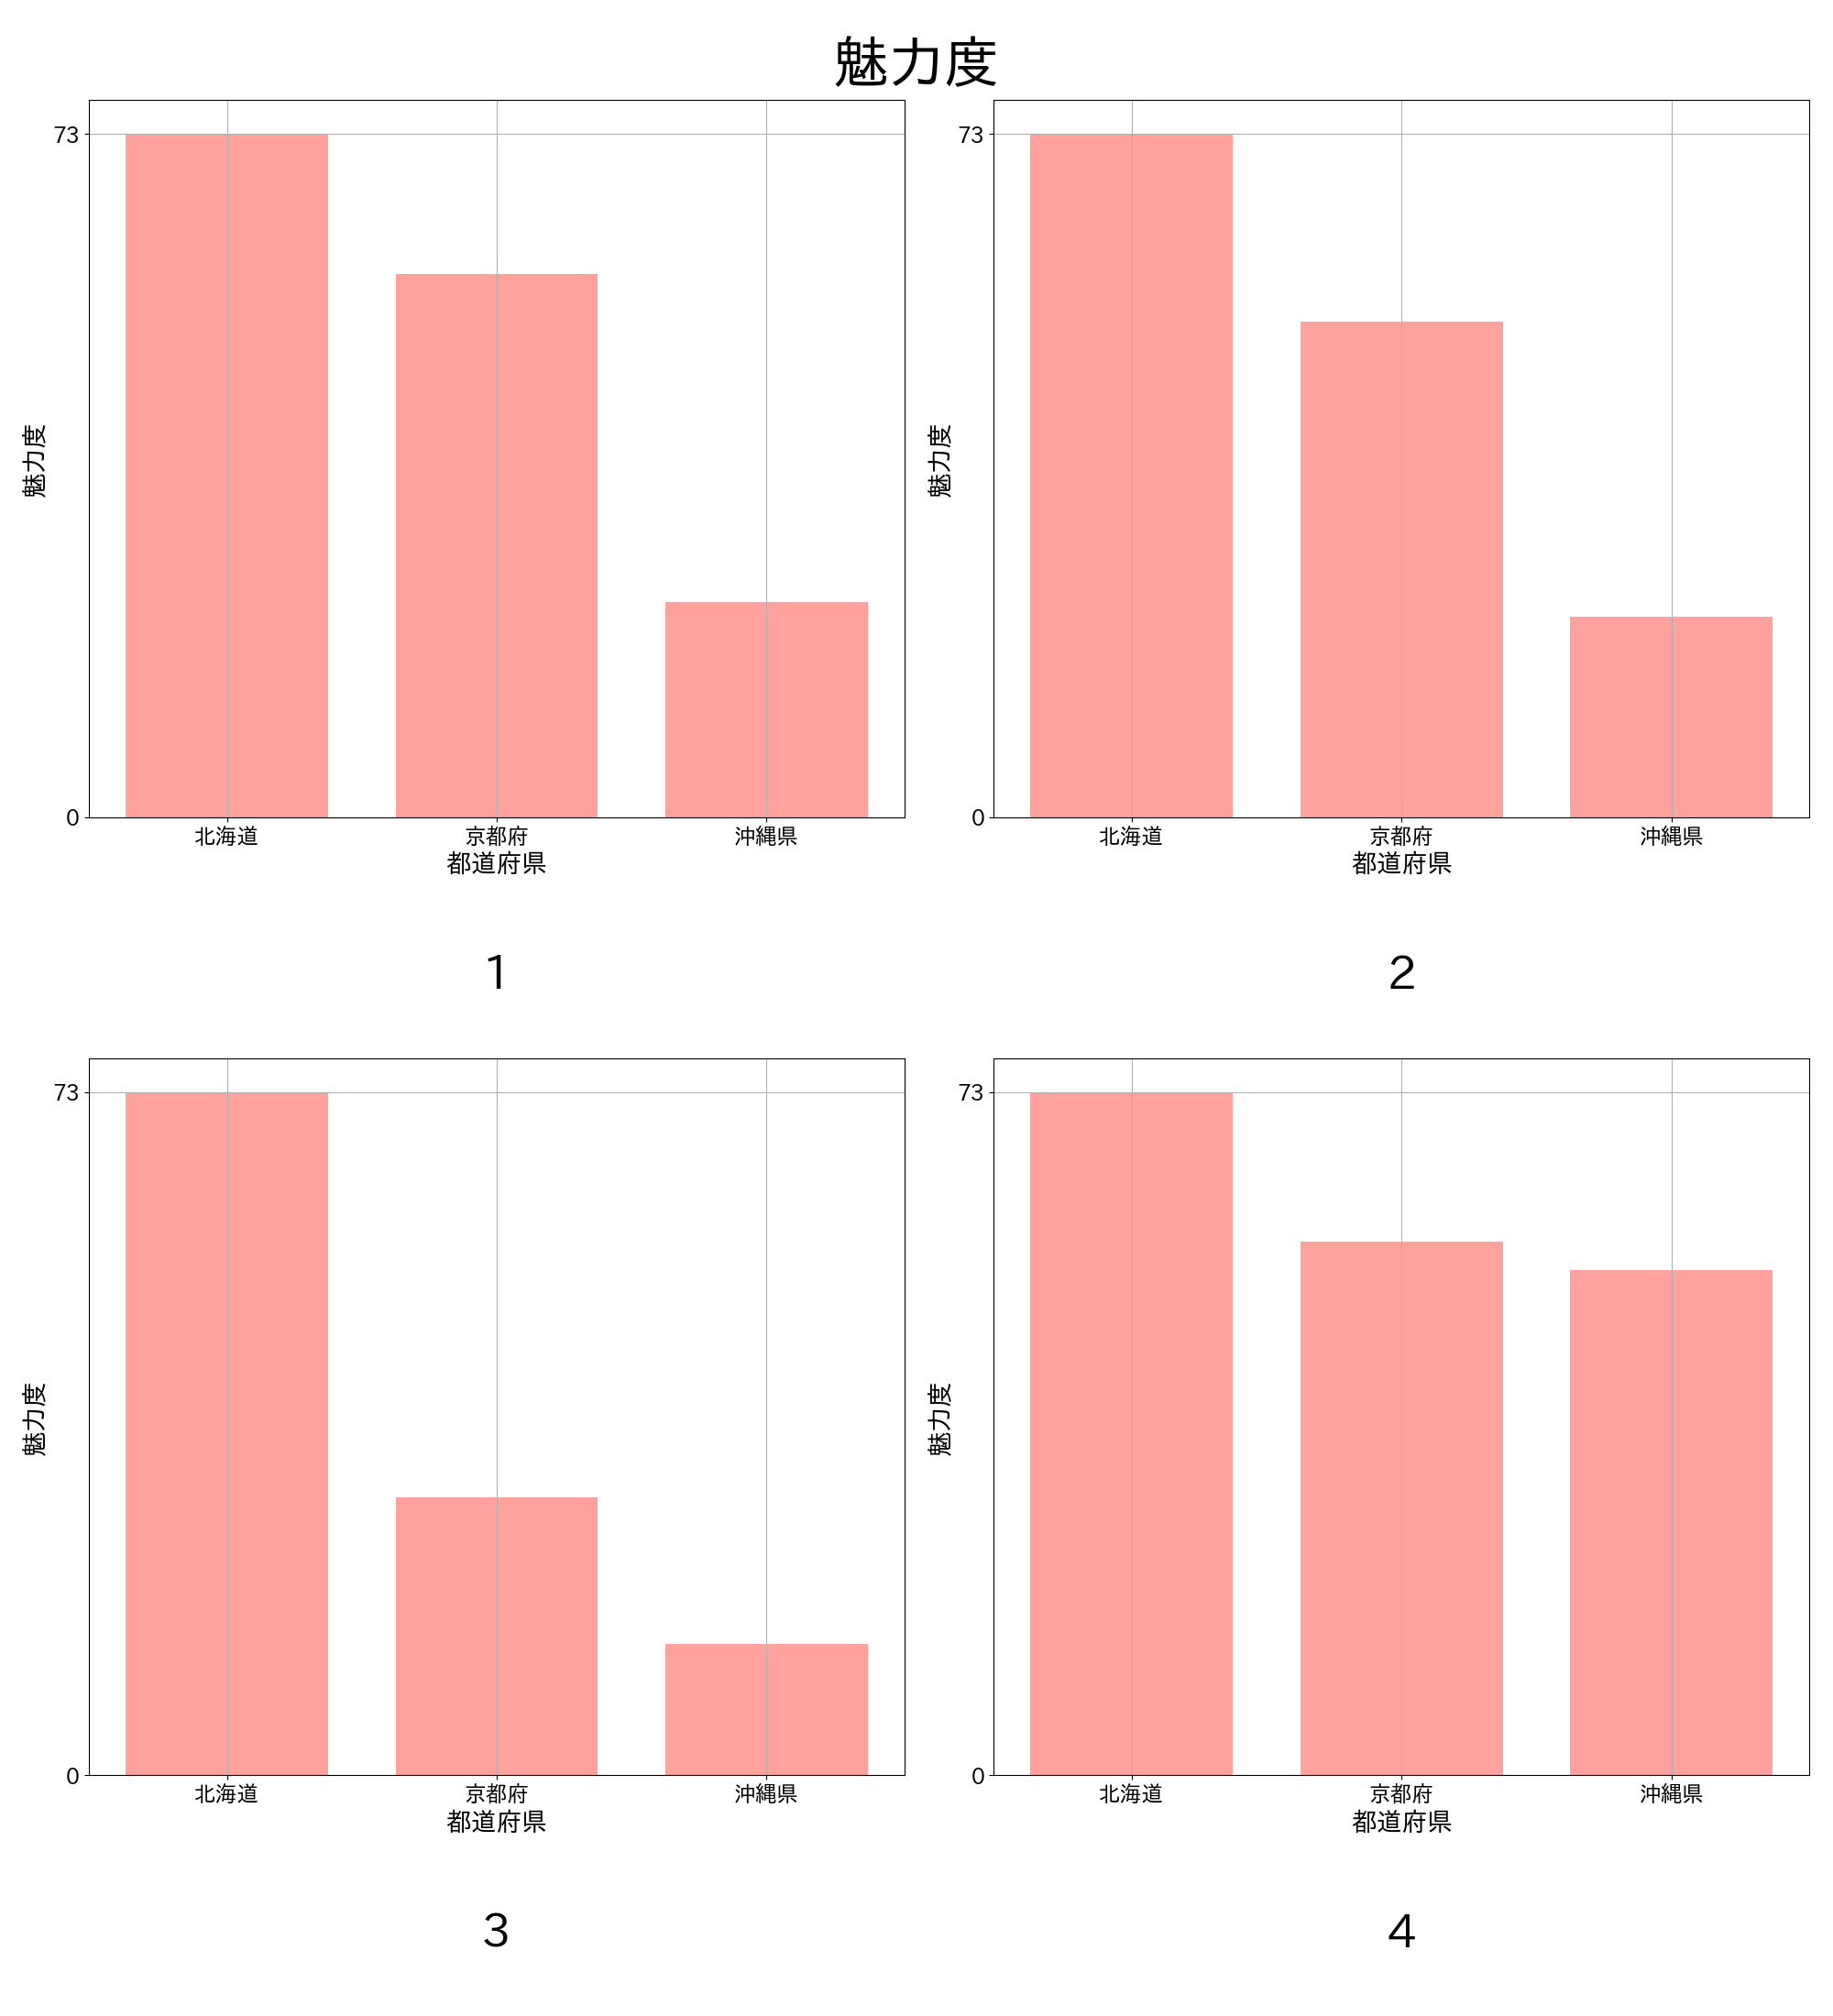 魅力度
73
魅力度
0
北海道 京都府 沖縄県
都道府県
1
73
魅力度
0
北海道 京都府 沖縄県
都道府県
2
73
魅力度
0
北海道 京都府 沖縄県
都道府県
3
73
魅力度
0
北海道 京都府 沖縄県
都道府県
4